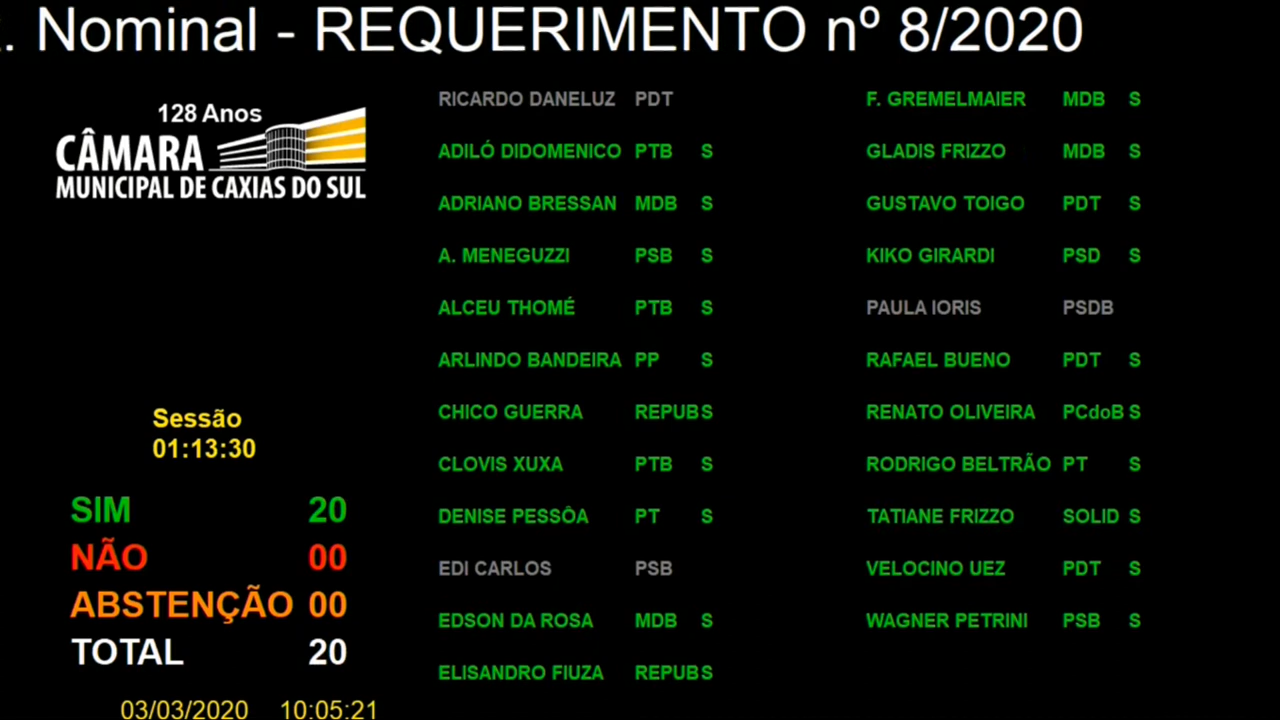 . Nominal - REQUERIMENTO nº 8/2020
128 Anos
CÂMARA
MUNICIPAL DE CAXIAS DO SUL
Sessão
01:13:30
SIM 20
NÃO 00
ABSTENÇÃO 00
TOTAL 20
03/03/2020 10:05:21
RICARDO DANELUZ PDT
ADILÓ DIDOMENICO PTB S
ADRIANO BRESSAN MDB S
A. MENEGUZZI PSB S
ALCEU THOMÉ PTB S
ARLINDO BANDEIRA PP S
CHICO GUERRA REPUB S
CLOVIS XUXA PTB S
DENISE PESSÔA PT S
EDI CARLOS PSB
EDSON DA ROSA MDB S
ELISANDRO FIUZA REPUB S
F. GREMELMAIER MDB S
GLADIS FRIZZO MDB S
GUSTAVO TOIGO PDT S
KIKO GIRARDI PSD S
PAULA IORIS PSDB
RAFAEL BUENO PDT S
RENATO OLIVEIRA PCdoB S
RODRIGO BELTRÃO PT S
TATIANE FRIZZO SOLID S
VELOCINO UEZ PDT S
WAGNER PETRINI PSB S